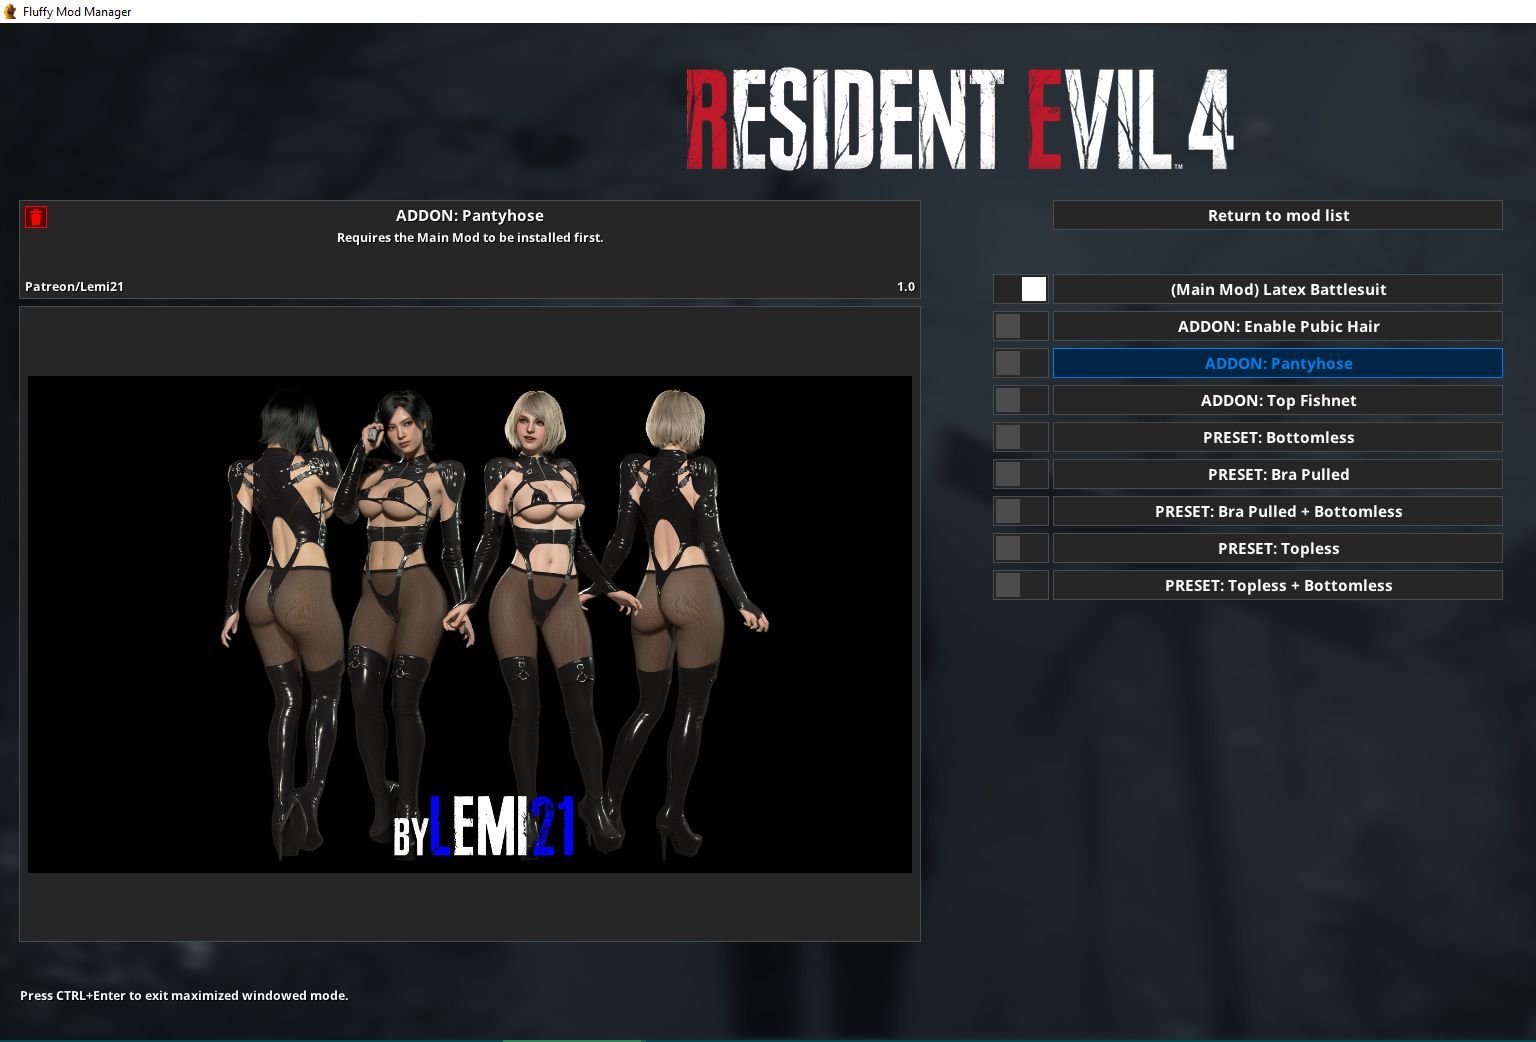 Fluffy Mod Manager
RESIDENT EVIL 4
TM
ADDON: Pantyhose
Requires the Main Mod to be installed first.
Patreon/Lemi21
1.0
BY LEMI21
Return to mod list
(Main Mod) Latex Battlesuit
ADDON: Enable Pubic Hair
ADDON: Pantyhose
ADDON: Top Fishnet
PRESET: Bottomless
PRESET: Bra Pulled
PRESET: Bra Pulled + Bottomless
PRESET: Topless
PRESET: Topless + Bottomless
Press CTRL+Enter to exit maximized windowed mode.